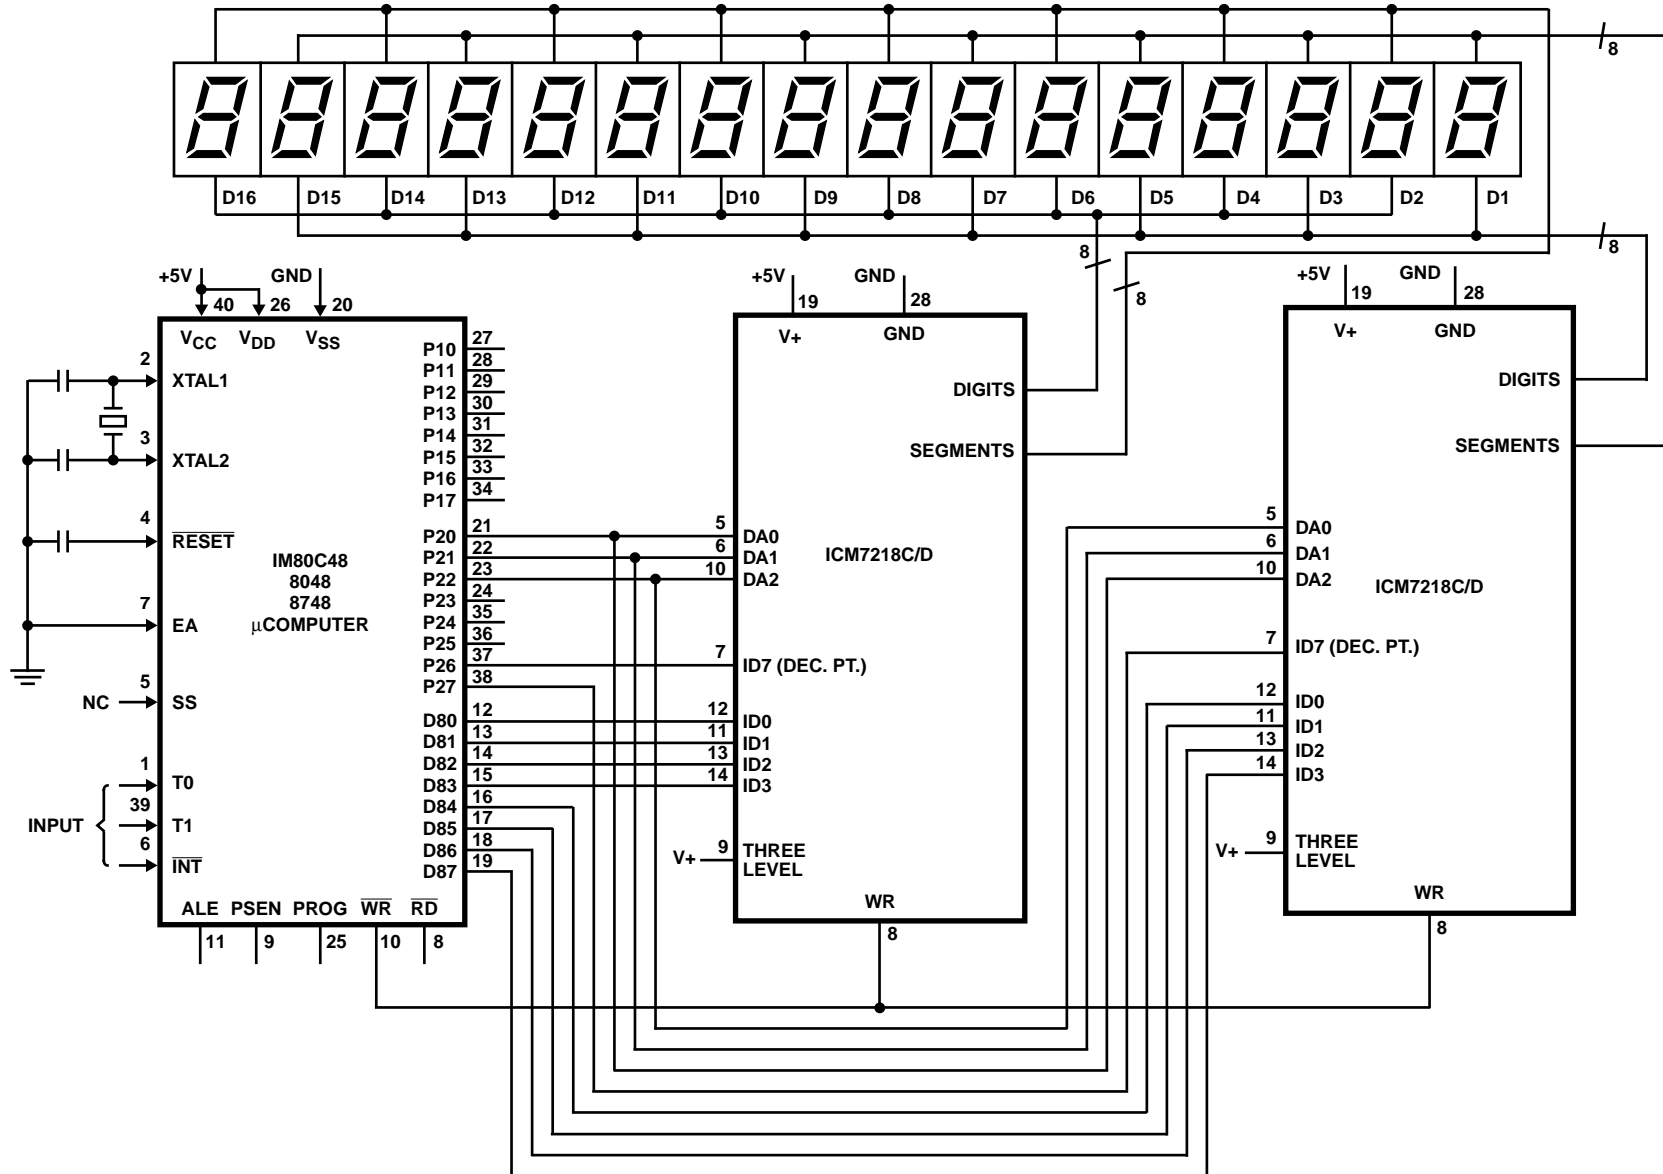 8
D16 D15 D14 D13 D12 D11 D10 D9 D8 D7 D6 D5 D4 D3 D2 D1
8
8
8
+5V GND
40 26 20
VCC VDD VSS
2 XTAL1
3 XTAL2
4 RESET
7 EA
NC 5 SS
INPUT
1 T0
39 T1
6 INT
IM80C48
8048
8748
µCOMPUTER
P10 27
P11 28
P12 29
P13 30
P14 31
P15 32
P16 33
P17 34
P20 21
P21 22
P22 23
P23 24
P24 35
P25 36
P26 37
P27 38
D80 12
D81 13
D82 14
D83 15
D84 16
D85 17
D86 18
D87 19
ALE PSEN PROG WR RD
11 9 25 10 8
+5V GND
19 28
V+ GND
DIGITS
SEGMENTS
5 DA0
6 DA1
10 DA2
ICM7218C/D
7 ID7 (DEC. PT.)
12 ID0
11 ID1
13 ID2
14 ID3
V+ 9 THREE
LEVEL
WR
8
+5V GND
19 28
V+ GND
DIGITS
SEGMENTS
5 DA0
6 DA1
10 DA2
ICM7218C/D
7 ID7 (DEC. PT.)
12 ID0
11 ID1
13 ID2
14 ID3
V+ 9 THREE
LEVEL
WR
8